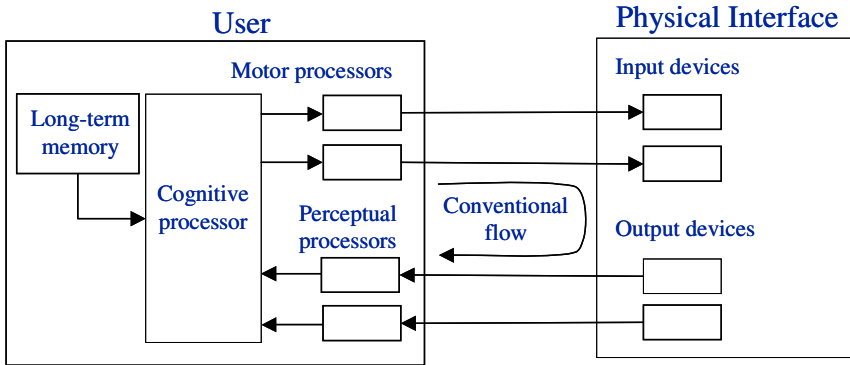 User
Physical Interface
Motor processors
Input devices
Long-term
memory
Cognitive
processor
Perceptual
processors
Conventional
flow
Output devices